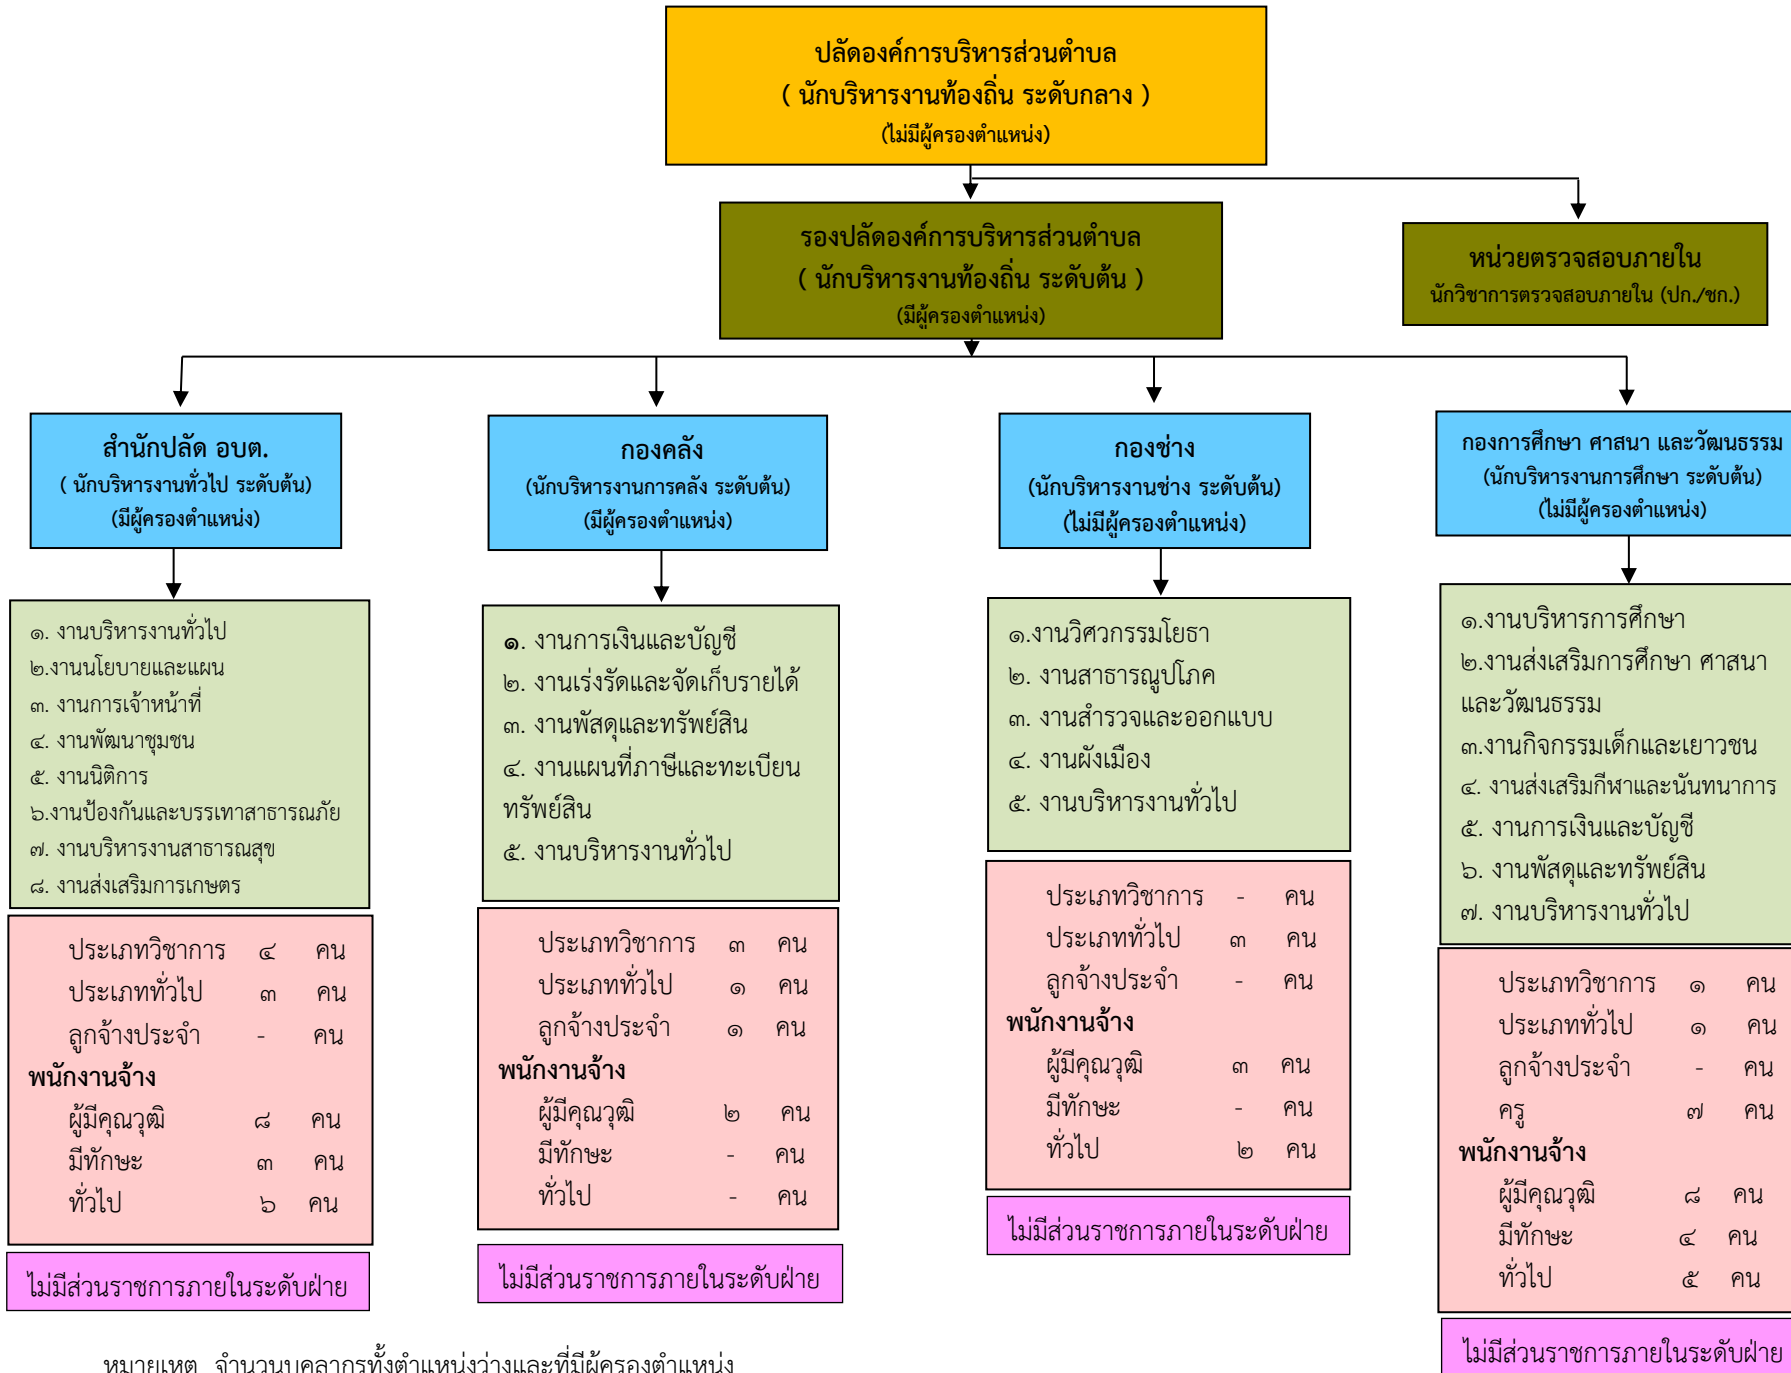 ปลัดองค์การบริหารส่วนตำบล
( นักบริหารงานท้องถิ่น ระดับกลาง )
(ไม่มีผู้ครองตำแหน่ง)
รองปลัดองค์การบริหารส่วนตำบล
( นักบริหารงานท้องถิ่น ระดับต้น )
(มีผู้ครองตำแหน่ง)
หน่วยตรวจสอบภายใน
นักวิชาการตรวจสอบภายใน (ปก./ชก.)
สำนักปลัด อบต.
( นักบริหารงานทั่วไป ระดับต้น)
(มีผู้ครองตำแหน่ง)
๑. งานบริหารงานทั่วไป
๒.งานนโยบายและแผน
๓. งานการเจ้าหน้าที่
๔. งานพัฒนาชุมชน
๕. งานนิติการ
๖.งานป้องกันและบรรเทาสาธารณภัย
๗. งานบริหารงานสาธารณสุข
๘. งานส่งเสริมการเกษตร
ประเภทวิชาการ ๔ คน
ประเภททั่วไป ๓ คน
ลูกจ้างประจำ - คน
พนักงานจ้าง
ผู้มีคุณวุฒิ ๘ คน
มีทักษะ ๓ คน
ทั่วไป ๖ คน
ไม่มีส่วนราชการภายในระดับฝ่าย
กองคลัง
(นักบริหารงานการคลัง ระดับต้น)
(มีผู้ครองตำแหน่ง)
๑. งานการเงินและบัญชี
๒. งานเร่งรัดและจัดเก็บรายได้
๓. งานพัสดุและทรัพย์สิน
๔. งานแผนที่ภาษีและทะเบียน
ทรัพย์สิน
๕. งานบริหารงานทั่วไป
ประเภทวิชาการ ๓ คน
ประเภททั่วไป ๑ คน
ลูกจ้างประจำ ๑ คน
พนักงานจ้าง
ผู้มีคุณวุฒิ ๒ คน
มีทักษะ - คน
ทั่วไป - คน
ไม่มีส่วนราชการภายในระดับฝ่าย
กองช่าง
(นักบริหารงานช่าง ระดับต้น)
(ไม่มีผู้ครองตำแหน่ง)
๑.งานวิศวกรรมโยธา
๒. งานสาธารณูปโภค
๓. งานสำรวจและออกแบบ
๔. งานผังเมือง
๕. งานบริหารงานทั่วไป
ประเภทวิชาการ - คน
ประเภททั่วไป ๓ คน
ลูกจ้างประจำ - คน
พนักงานจ้าง
ผู้มีคุณวุฒิ ๓ คน
มีทักษะ - คน
ทั่วไป ๒ คน
ไม่มีส่วนราชการภายในระดับฝ่าย
กองการศึกษา ศาสนา และวัฒนธรรม
(นักบริหารงานการศึกษา ระดับต้น)
(ไม่มีผู้ครองตำแหน่ง)
๑.งานบริหารการศึกษา
๒.งานส่งเสริมการศึกษา ศาสนา
และวัฒนธรรม
๓.งานกิจกรรมเด็กและเยาวชน
๔. งานส่งเสริมกีฬาและนันทนาการ
๕. งานการเงินและบัญชี
๖. งานพัสดุและทรัพย์สิน
๗. งานบริหารงานทั่วไป
ประเภทวิชาการ ๑ คน
ประเภททั่วไป ๑ คน
ลูกจ้างประจำ - คน
ครู ๗ คน
พนักงานจ้าง
ผู้มีคุณวุฒิ ๘ คน
มีทักษะ ๔ คน
ทั่วไป ๕ คน
ไม่มีส่วนราชการภายในระดับฝ่าย
หมายเหตุ จำนวนบุคลากรทั้งตำแหน่งว่างและที่มีผู้ครองตำแหน่ง